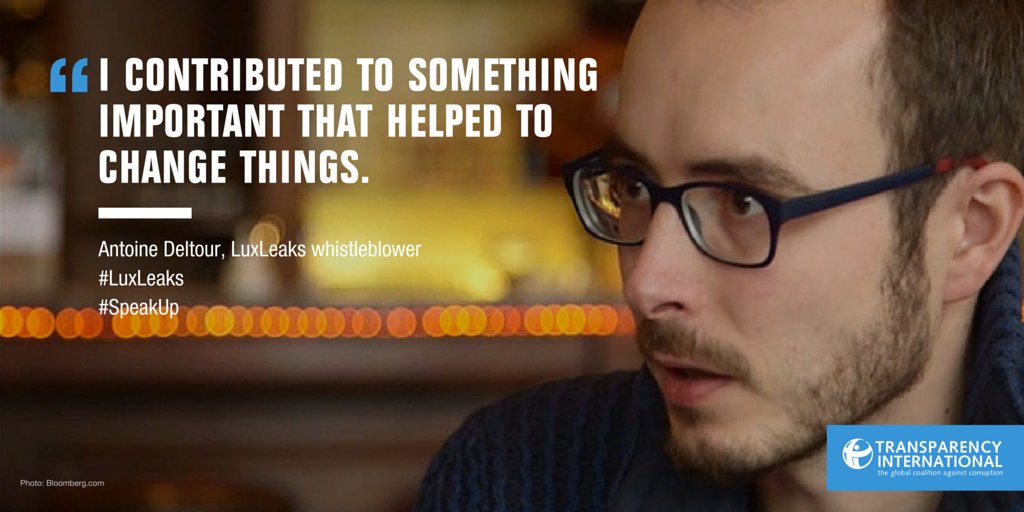 “I CONTRIBUTED TO SOMETHING
IMPORTANT THAT HELPED TO
CHANGE THINGS.
Antoine Deltour, LuxLeaks whistleblower
#LuxLeaks
#SpeakUp
TRANSPARENCY
INTERNATIONAL
the global coalition against corruption
Photo: Bloomberg.com